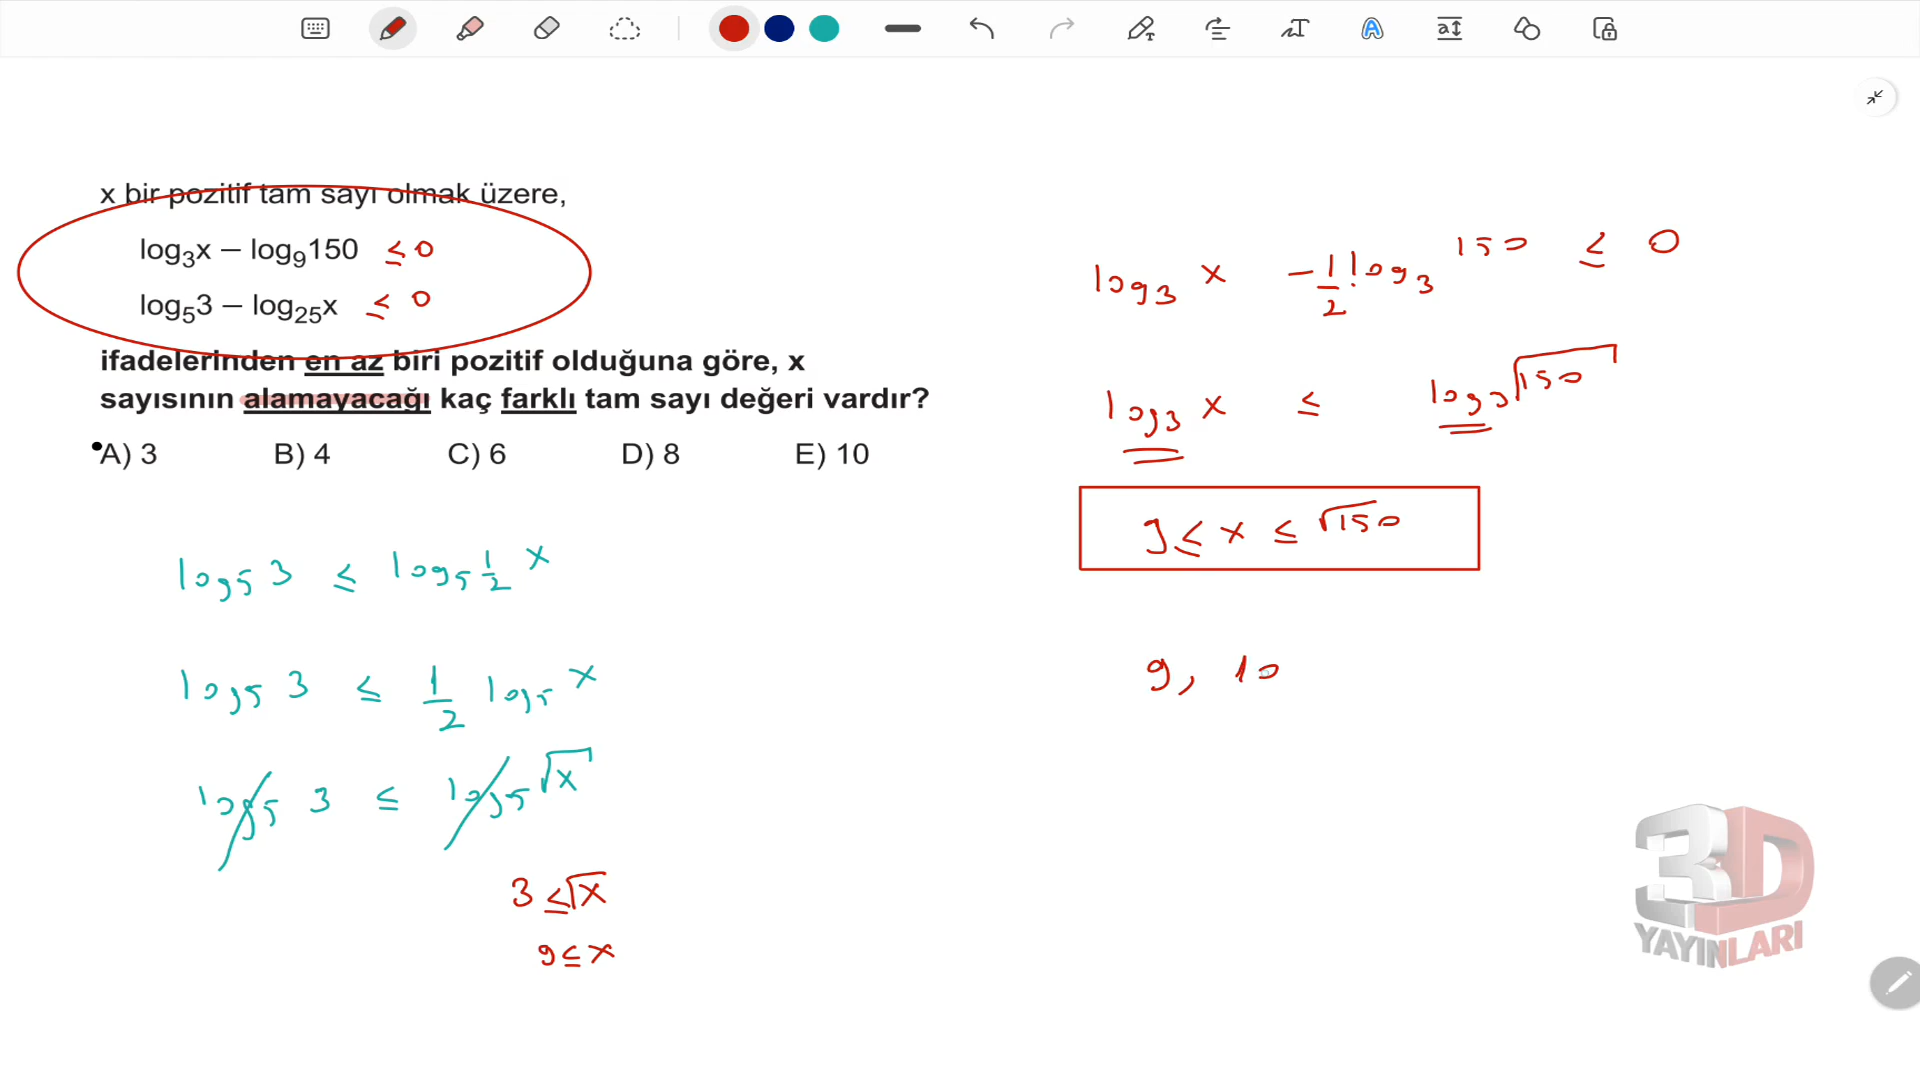 x bir pozitif tam sayı olmak üzere,
log₃x − log₉150 ≤ 0
log₅3 − log₂₅x ≤ 0
ifadelerinden en az biri pozitif olduğuna göre, x
sayısının alamayacağı kaç farklı tam sayı değeri vardır?
A) 3 B) 4 C) 6 D) 8 E) 10
log₅ 3 ≤ log₅ 1/2 x
log₅ 3 ≤ 1/2 log₅ x
log₅ 3 ≤ log₅ √x
3 ≤ √x
9 ≤ x
log₃ x − 1/2 log₃ 150 ≤ 0
log₃ x ≤ log₃ √150
9 ≤ x ≤ √150
9, 10
3D
YAYINLARI